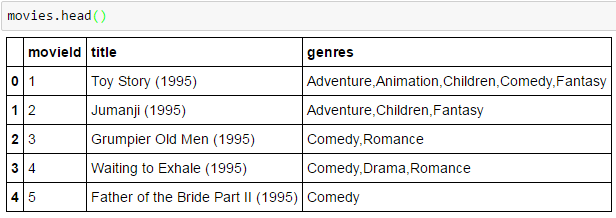 movies.head()
movieId title genres
0 1 Toy Story (1995) Adventure,Animation,Children,Comedy,Fantasy
1 2 Jumanji (1995) Adventure,Children,Fantasy
2 3 Grumpier Old Men (1995) Comedy,Romance
3 4 Waiting to Exhale (1995) Comedy,Drama,Romance
4 5 Father of the Bride Part II (1995) Comedy